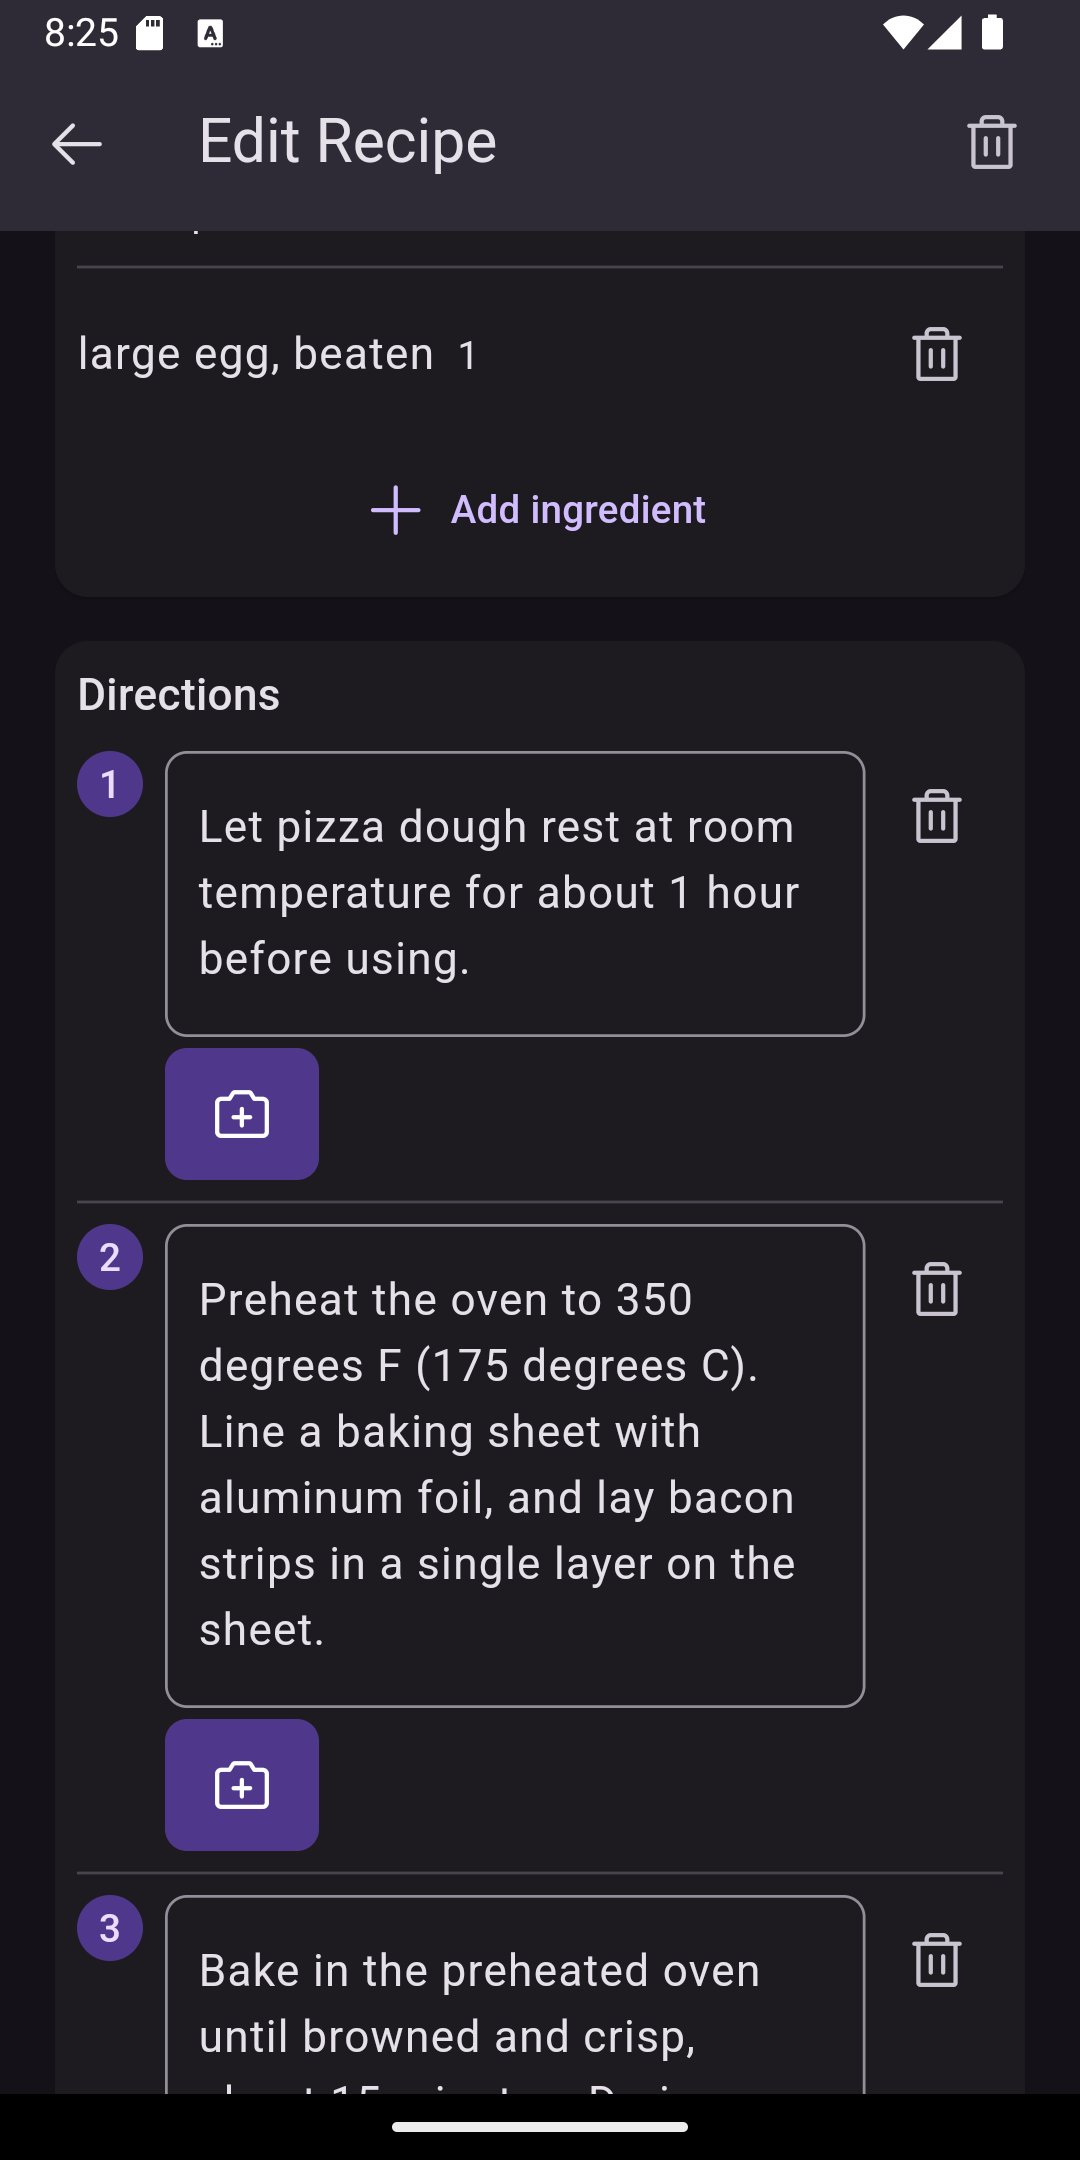 8:25
Edit Recipe
large egg, beaten 1
Add ingredient
Directions
1
Let pizza dough rest at room
temperature for about 1 hour
before using.
2
Preheat the oven to 350
degrees F (175 degrees C).
Line a baking sheet with
aluminum foil, and lay bacon
strips in a single layer on the
sheet.
3
Bake in the preheated oven
until browned and crisp,